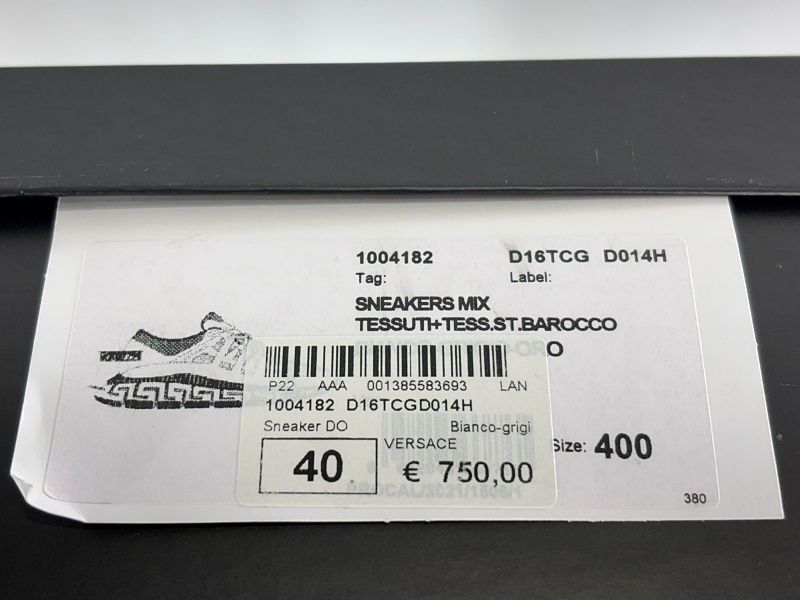 1004182 D16TCG D014H
Tag: Label:
SNEAKERS MIX
TESSUTI+TESS.ST.BAROCCO
O
P22 AAA 001385583693 LAN
1004182 D16TCGD014H
Sneaker DO Bianco-grigi
VERSACE
40 € 750,00
Size: 400
380